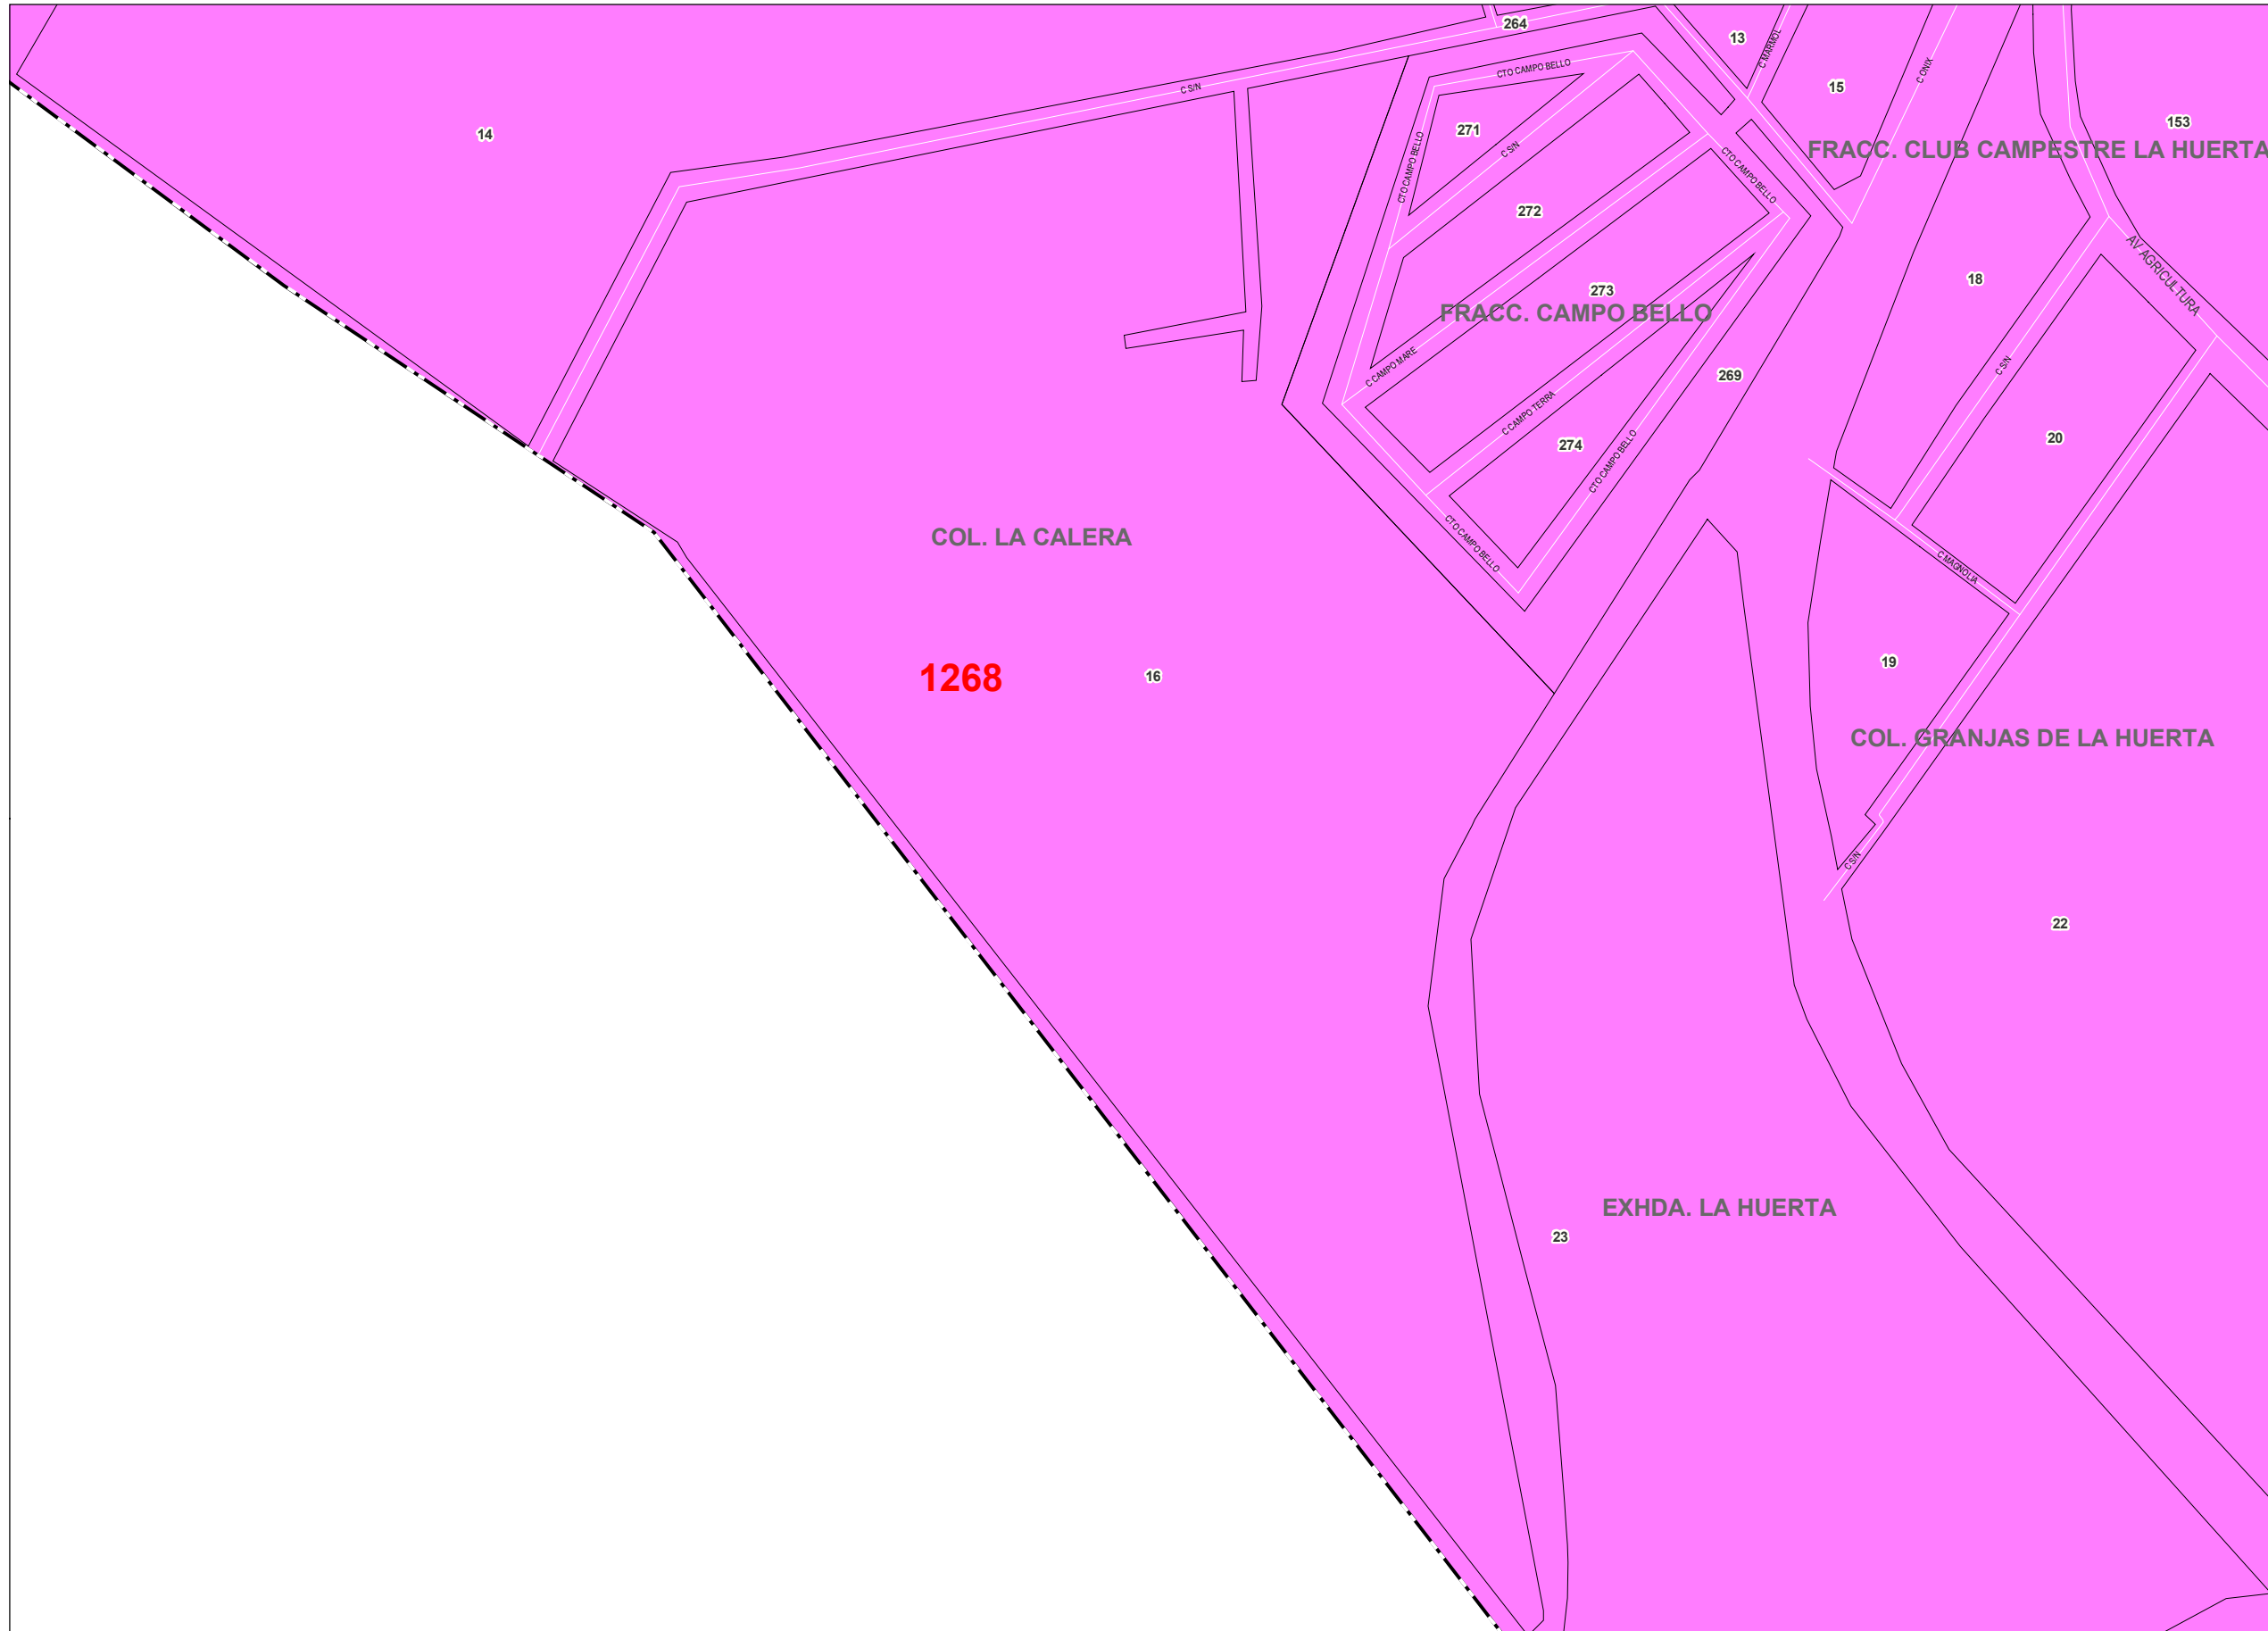 264
13
C MARMOL
CTO CAMPO BELLO
C ONIX
15
C S/N
153
14
271
C S/N
CTO CAMPO BELLO
CTO CAMPO BELLO
FRACC. CLUB CAMPESTRE LA HUERTA
272
AV AGRICULTURA
18
273
FRACC. CAMPO BELLO
C CAMPO MARE
C S/N
269
C CAMPO TERRA
20
274
CTO CAMPO BELLO
COL. LA CALERA
CTO CAMPO BELLO
C MAGNOLIA
19
1268
16
COL. GRANJAS DE LA HUERTA
C S/N
22
EXHDA. LA HUERTA
23